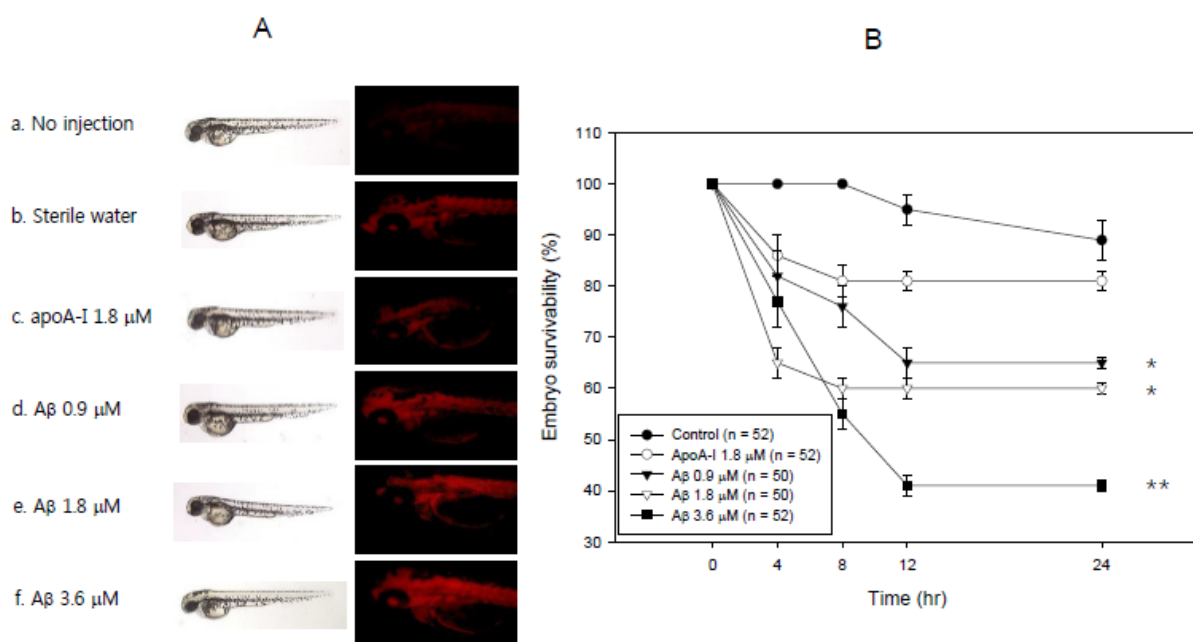 A
a. No injection
b. Sterile water
c. apoA-I 1.8 μM
d. Aβ 0.9 μM
e. Aβ 1.8 μM
f. Aβ 3.6 μM
B
Embryo survivability (%)
110
100
90
80
70
60
50
40
30
*
*
**
Control (n = 52)
ApoA-I 1.8 μM (n = 52)
Aβ 0.9 μM (n = 50)
Aβ 1.8 μM (n = 50)
Aβ 3.6 μM (n = 52)
0 4 8 12 24
Time (hr)